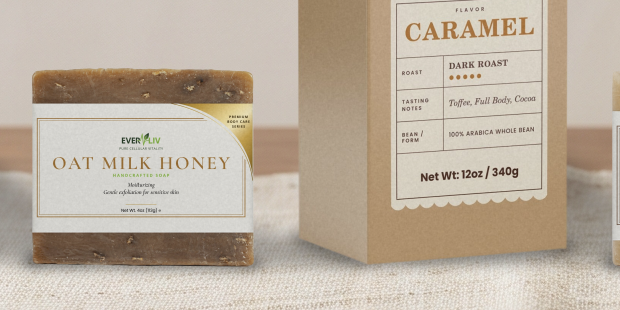 PREMIUM
BODY CARE
SERIES
EVERLIV
PURE CELLULAR VITALITY
OAT MILK HONEY
HANDCRAFTED SOAP
Moisturizing
Gentle exfoliation for sensitive skin
Net Wt. 4oz (113g) e
FLAVOR
CARAMEL
ROAST
DARK ROAST
TASTING
NOTES
Toffee, Full Body, Cocoa
BEAN /
FORM
100% ARABICA WHOLE BEAN
Net Wt: 12oz / 340g